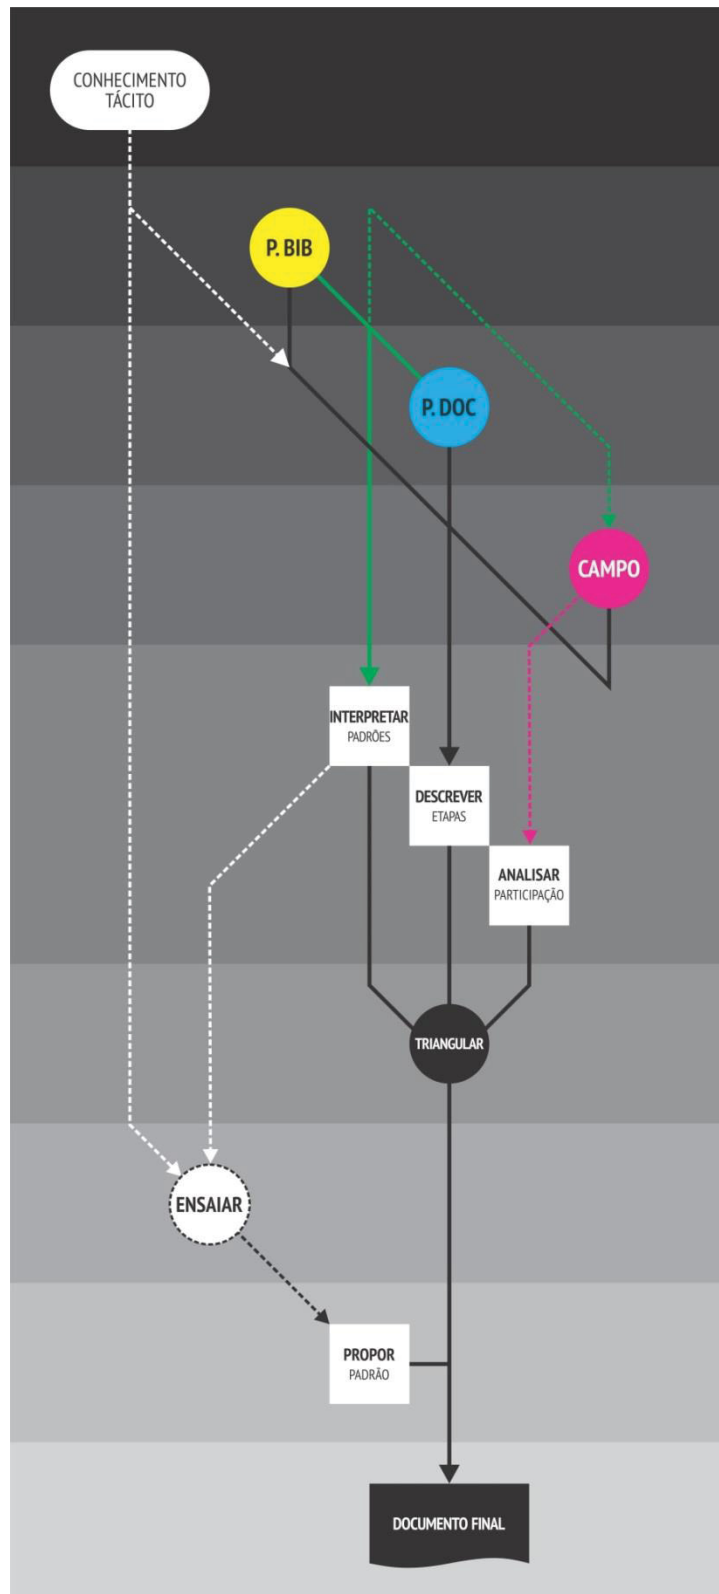 CONHECIMENTO
TÁCITO
P. BIB
P. DOC
CAMPO
INTERPRETAR
PADRÕES
DESCREVER
ETAPAS
ANALISAR
PARTICIPAÇÃO
TRIANGULAR
ENSAIAR
PROPOR
PADRÃO
DOCUMENTO FINAL